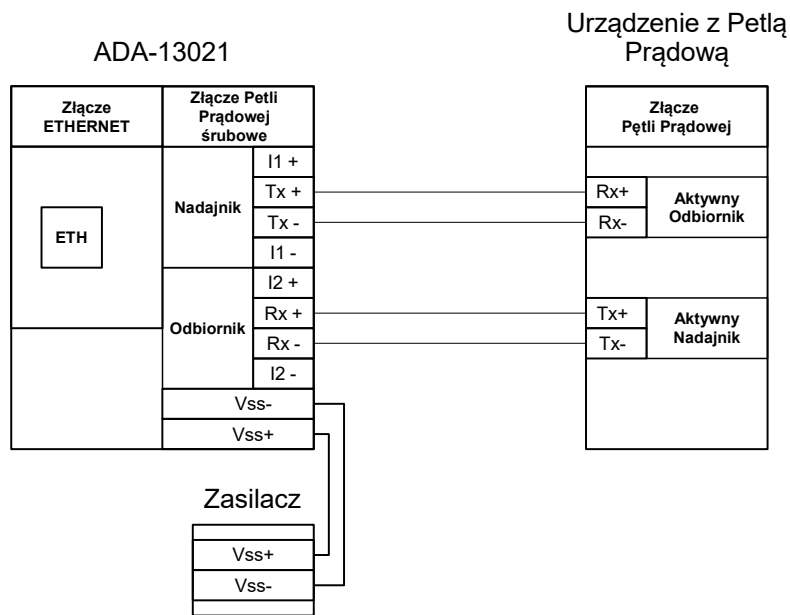 Urządzenie z Petlą
Prądową
ADA-13021
Złącze
ETHERNET
Złącze Petli
Prądowej
śrubowe
Złącze
Pętli Prądowej
ETH
Nadajnik
I1 +
Tx +
Tx -
I1 -
Rx+
Rx-
Aktywny
Odbiornik
Odbiornik
I2 +
Rx +
Rx -
I2 -
Tx+
Tx-
Aktywny
Nadajnik
Vss-
Vss+
Zasilacz
Vss+
Vss-